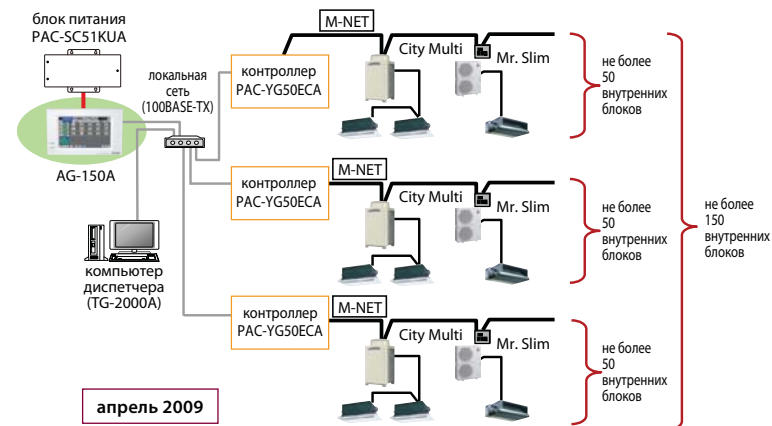 блок питания
PAC-SC51KUA
AG-150A
локальная
сеть
(100BASE-TX)
компьютер
диспетчера
(TG-2000A)
контроллер
PAC-YG50ECA
M-NET
City Multi
Mr. Slim
не более
50
внутренних
блоков
контроллер
PAC-YG50ECA
M-NET
City Multi
Mr. Slim
не более
50
внутренних
блоков
контроллер
PAC-YG50ECA
M-NET
City Multi
Mr. Slim
не более
50
внутренних
блоков
не более
150
внутренних
блоков
апрель 2009